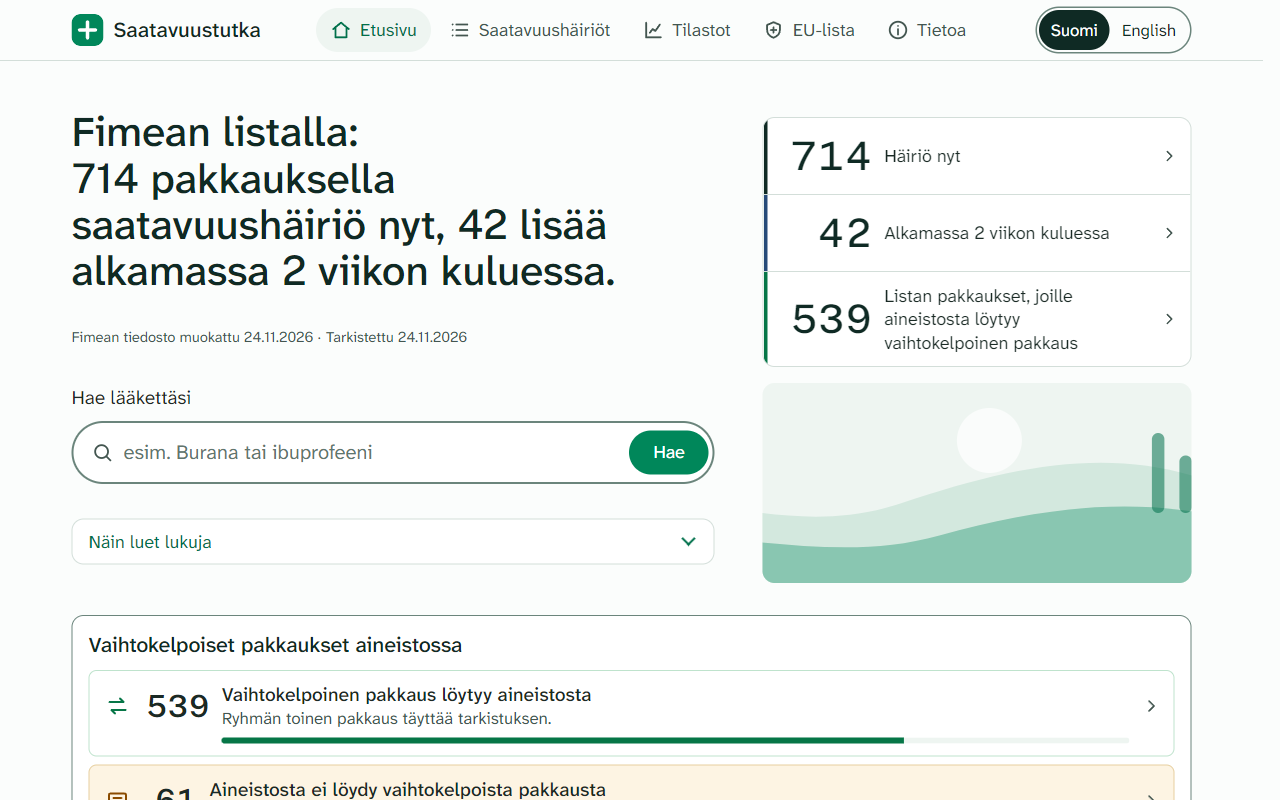 Saatavuustutka
Etusivu
Saatavuushäiriöt
Tilastot
EU-lista
Tietoa
Suomi
English
Fimean listalla:
714 pakkauksella
saatavuushäiriö nyt, 42 lisää
alkamassa 2 viikon kuluessa.
Fimean tiedosto muokattu 24.11.2026 · Tarkistettu 24.11.2026
Hae lääkettäsi
esim. Burana tai ibuprofeeni
Hae
Näin luet lukuja
714 Häiriö nyt
42 Alkamassa 2 viikon kuluessa
539 Listan pakkaukset, joille
aineistosta löytyy
vaihtokelpoinen pakkaus
Vaihtokelpoiset pakkaukset aineistossa
539 Vaihtokelpoinen pakkaus löytyy aineistosta
Ryhmän toinen pakkaus täyttää tarkistuksen.
61 Aineistosta ei löydy vaihtokelpoista pakkausta